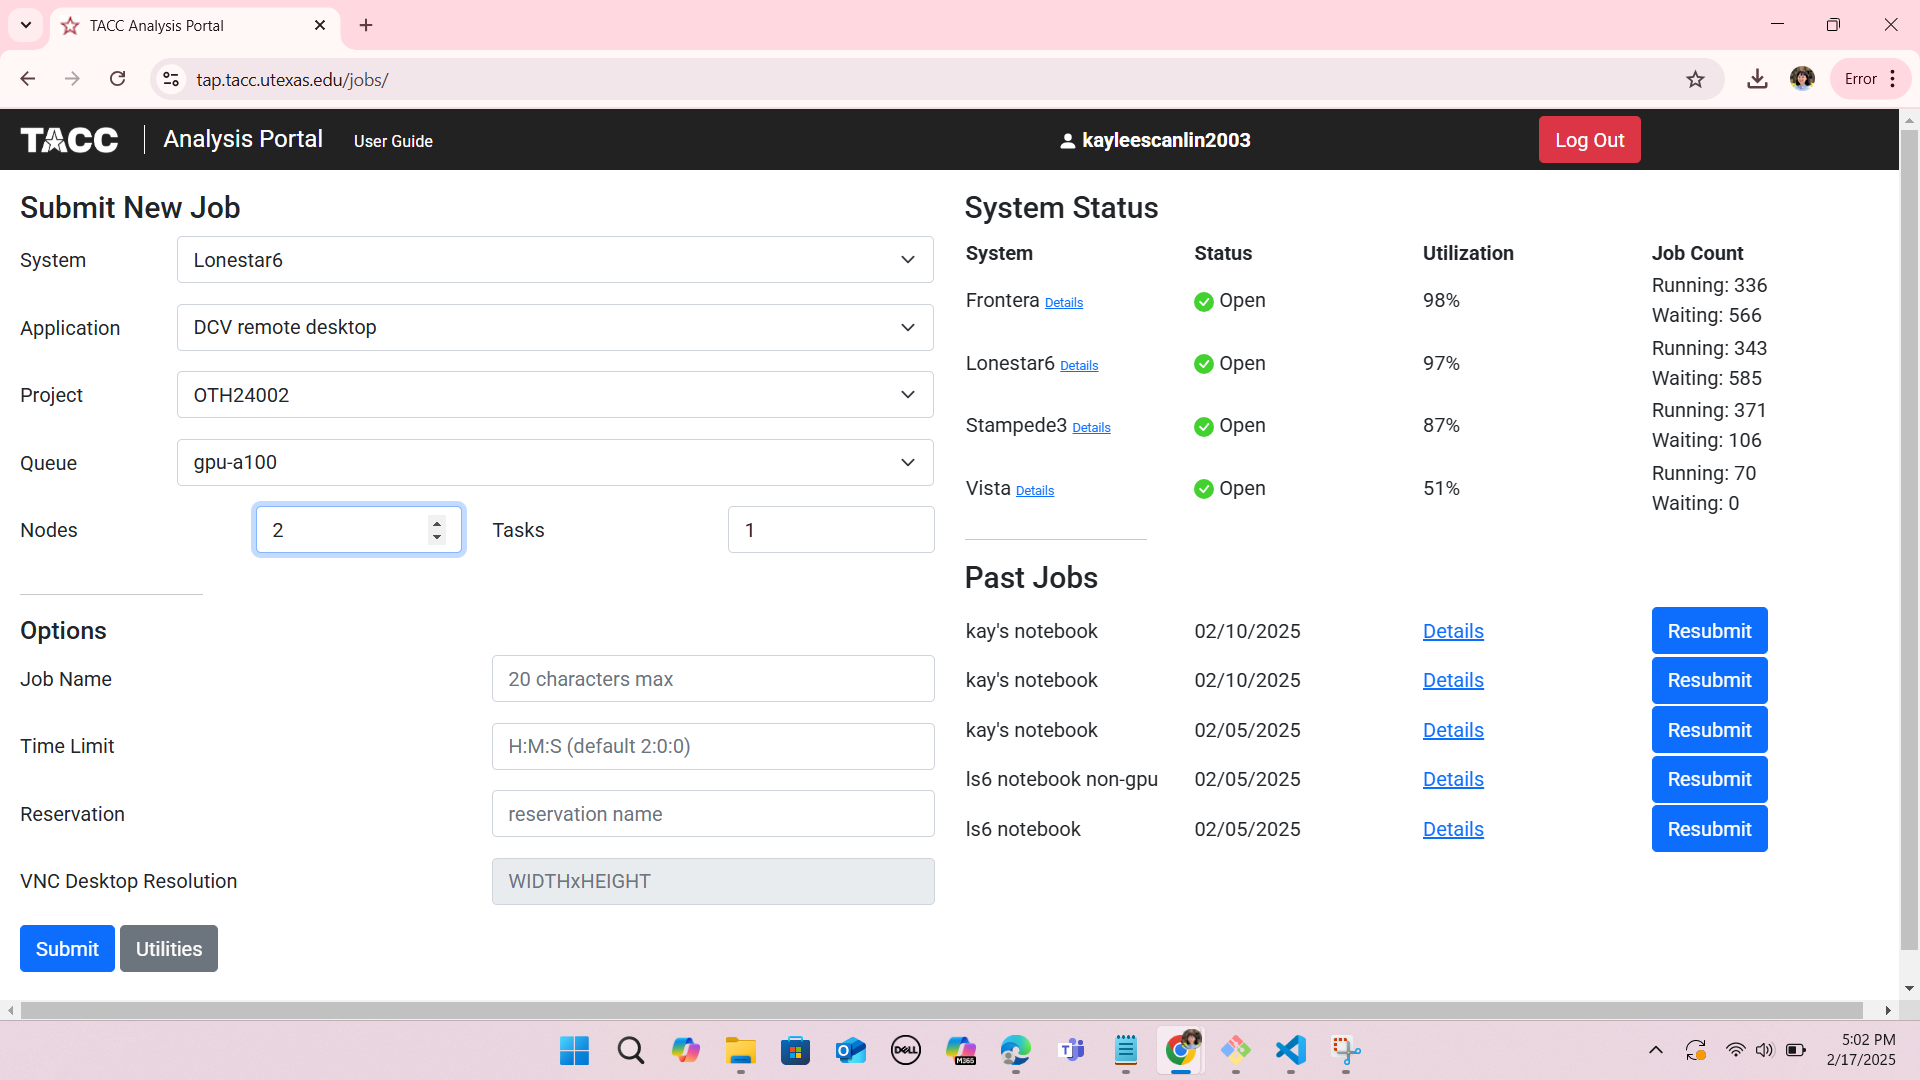 TACC Analysis Portal
tap.tacc.utexas.edu/jobs/
Error
TACC
Analysis Portal
User Guide
kayleescanlin2003
Log Out
Submit New Job
System
Lonestar6
Application
DCV remote desktop
Project
OTH24002
Queue
gpu-a100
Nodes
2
Tasks
1
Options
Job Name
20 characters max
Time Limit
H:M:S (default 2:0:0)
Reservation
reservation name
VNC Desktop Resolution
WIDTHxHEIGHT
Submit
Utilities
System Status
System Status Utilization Job Count
Frontera Details Open 98% Running: 336
Waiting: 566
Lonestar6 Details Open 97% Running: 343
Waiting: 585
Stampede3 Details Open 87% Running: 371
Waiting: 106
Vista Details Open 51% Running: 70
Waiting: 0
Past Jobs
kay's notebook 02/10/2025 Details Resubmit
kay's notebook 02/10/2025 Details Resubmit
kay's notebook 02/05/2025 Details Resubmit
ls6 notebook non-gpu 02/05/2025 Details Resubmit
ls6 notebook 02/05/2025 Details Resubmit
DELL
M365
5:02 PM
2/17/2025